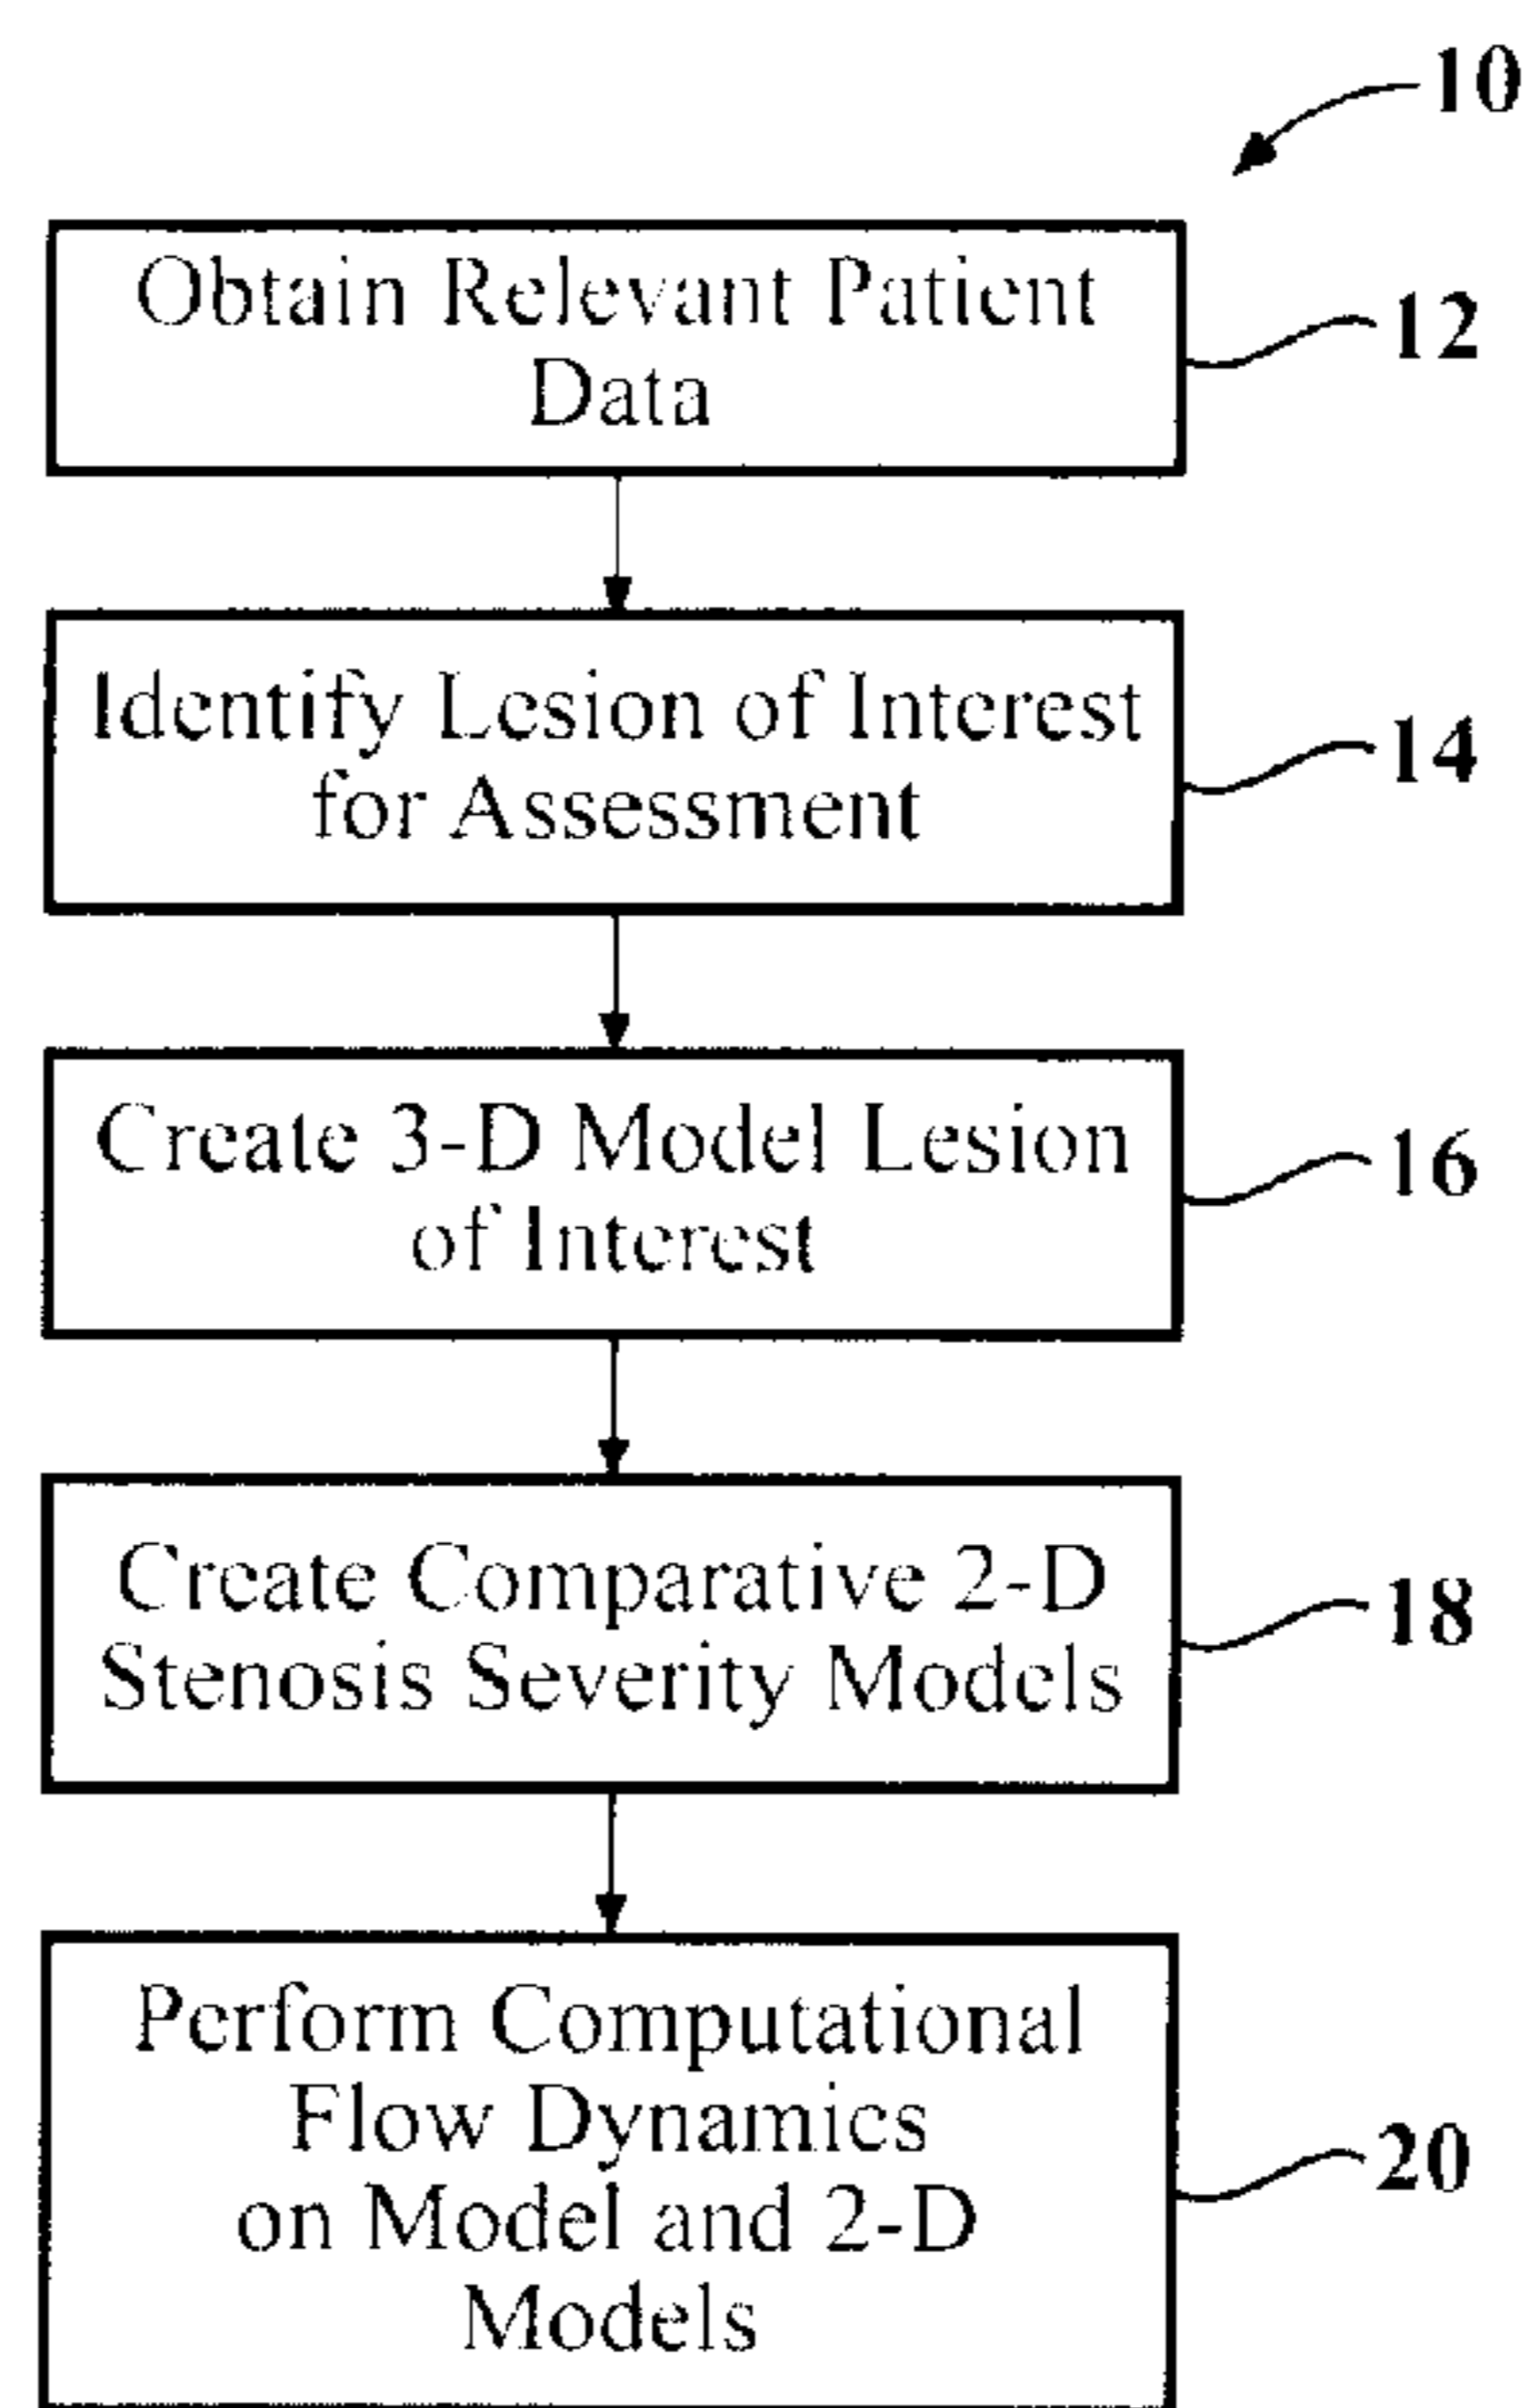 10
Obtain Relevant Patient
Data
12
Identify Lesion of Interest
for Assessment
14
Create 3-D Model Lesion
of Interest
16
Create Comparative 2-D
Stenosis Severity Models
18
Perform Computational
Flow Dynamics
on Model and 2-D
Models
20